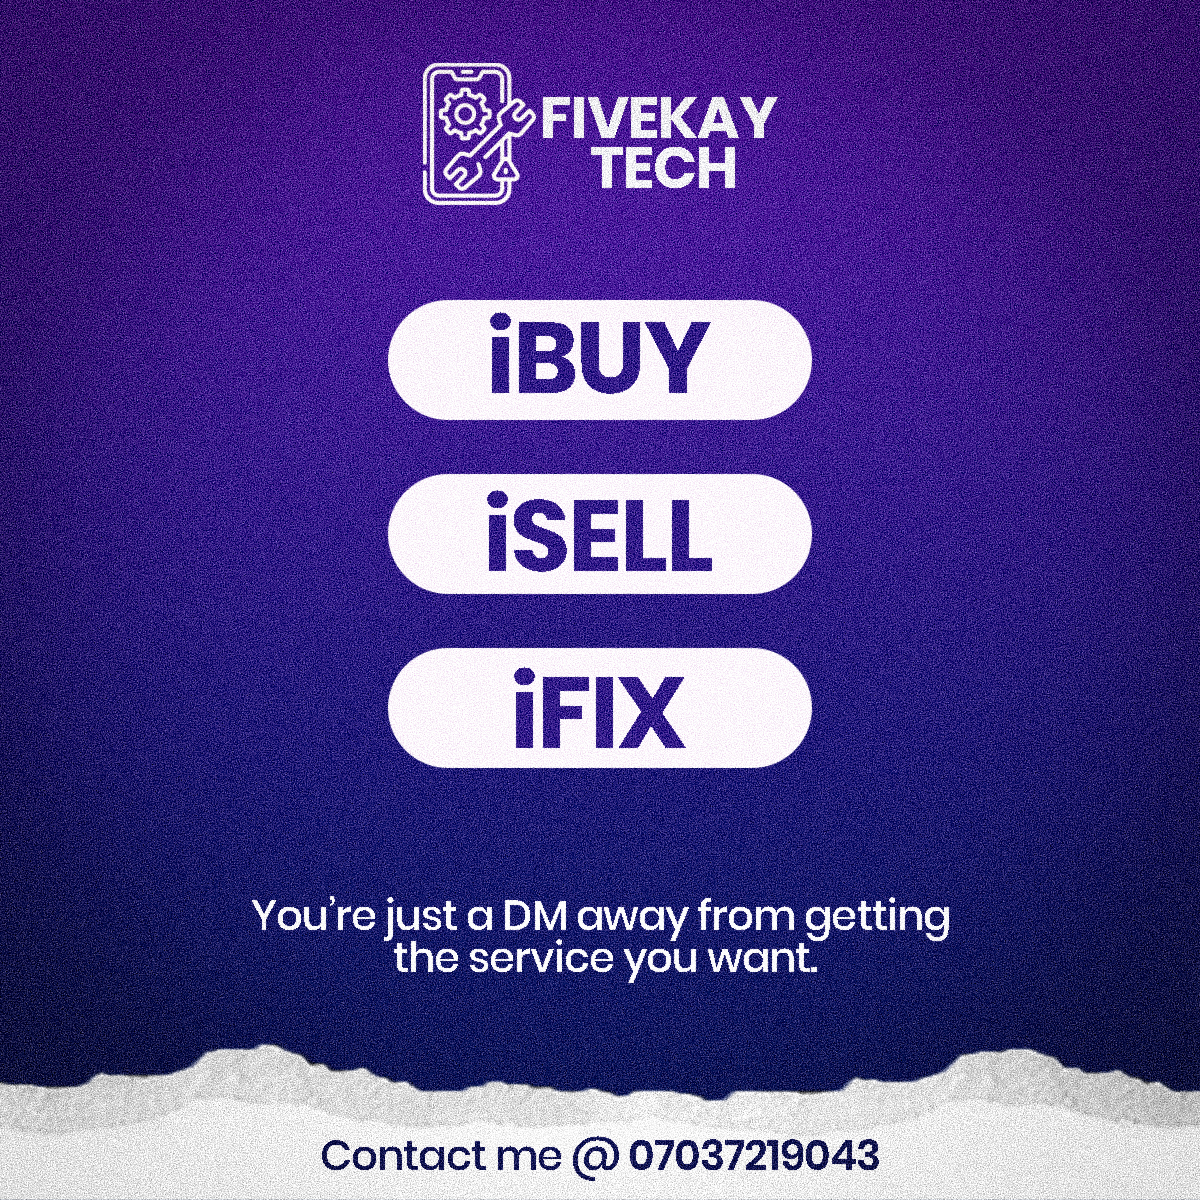 FIVEKAY
TECH
iBUY
iSELL
iFIX
You're just a DM away from getting
the service you want.
Contact me @ 07037219043